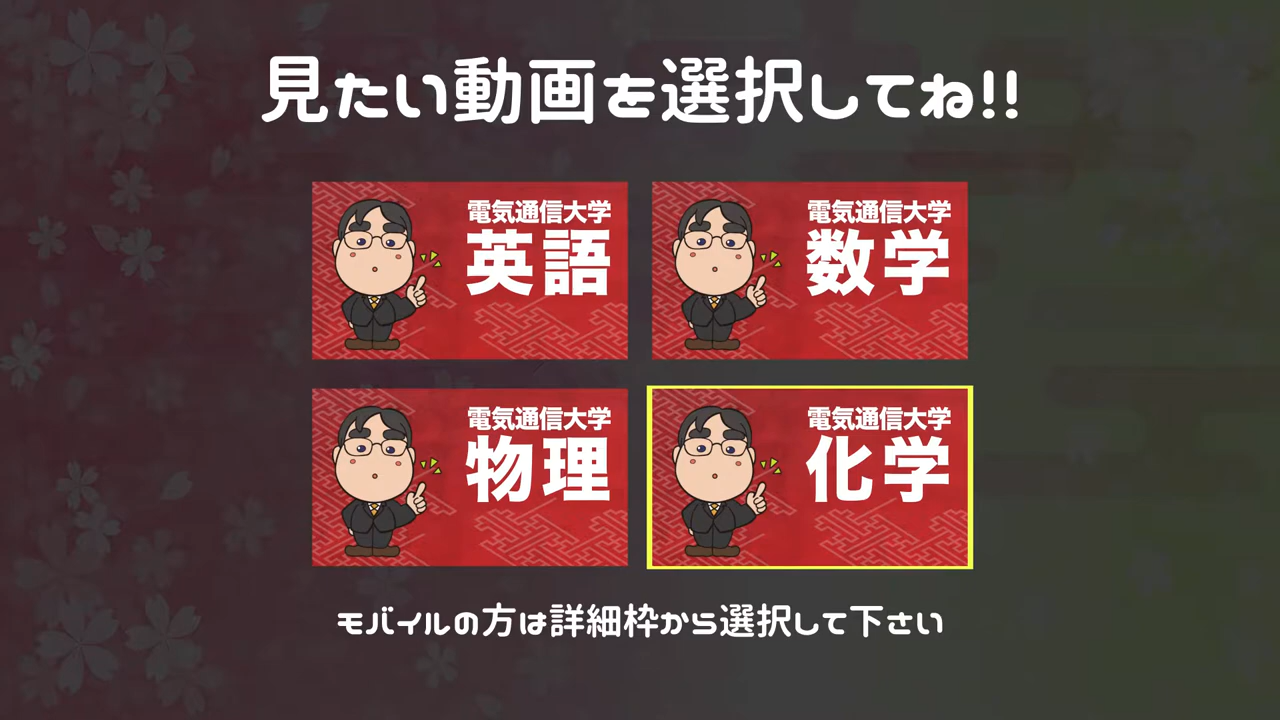 見たい動画を選択してね!!
電気通信大学
英語
電気通信大学
数学
電気通信大学
物理
電気通信大学
化学
モバイルの方は詳細枠から選択して下さい